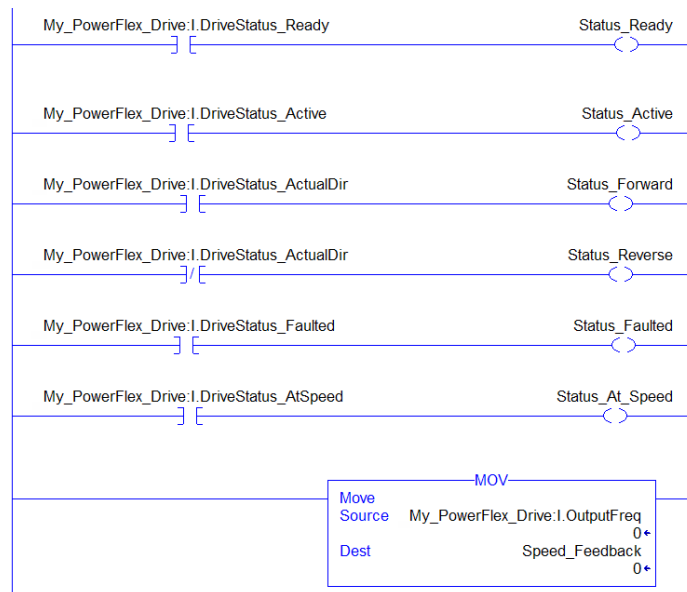 My_PowerFlex_Drive:I.DriveStatus_Ready Status_Ready
My_PowerFlex_Drive:I.DriveStatus_Active Status_Active
My_PowerFlex_Drive:I.DriveStatus_ActualDir Status_Forward
My_PowerFlex_Drive:I.DriveStatus_ActualDir Status_Reverse
My_PowerFlex_Drive:I.DriveStatus_Faulted Status_Faulted
My_PowerFlex_Drive:I.DriveStatus_AtSpeed Status_At_Speed
MOV
Move
Source My_PowerFlex_Drive:I.OutputFreq
0
Dest Speed_Feedback
0